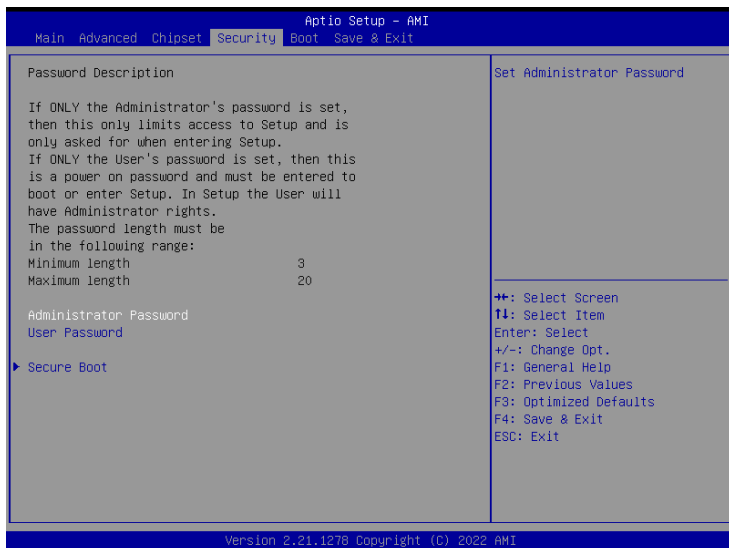 Aptio Setup – AMI
Main Advanced Chipset Security Boot Save & Exit
Password Description
If ONLY the Administrator's password is set,
then this only limits access to Setup and is
only asked for when entering Setup.
If ONLY the User's password is set, then this
is a power on password and must be entered to
boot or enter Setup. In Setup the User will
have Administrator rights.
The password length must be
in the following range:
Minimum length 3
Maximum length 20
Administrator Password
User Password
Secure Boot
Set Administrator Password
→←: Select Screen
↑↓: Select Item
Enter: Select
+/-: Change Opt.
F1: General Help
F2: Previous Values
F3: Optimized Defaults
F4: Save & Exit
ESC: Exit
Version 2.21.1278 Copyright (C) 2022 AMI